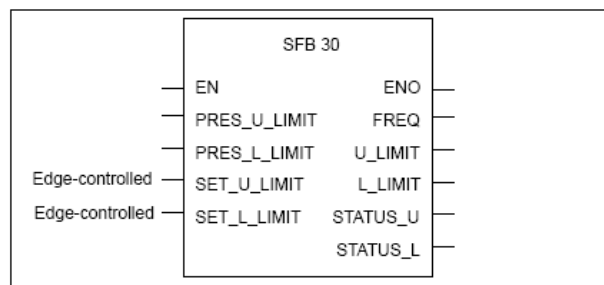 SFB 30
EN ENO
PRES_U_LIMIT FREQ
PRES_L_LIMIT U_LIMIT
Edge-controlled SET_U_LIMIT L_LIMIT
Edge-controlled SET_L_LIMIT STATUS_U
STATUS_L